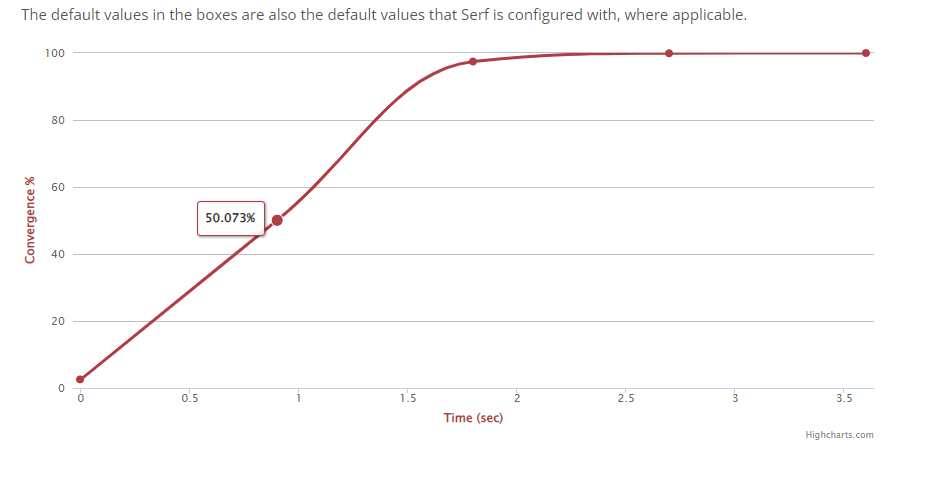 The default values in the boxes are also the default values that Serf is configured with, where applicable.
100
80
60
40
20
0
Convergence %
50.073%
0 0.5 1 1.5 2 2.5 3 3.5
Time (sec)
Highcharts.com